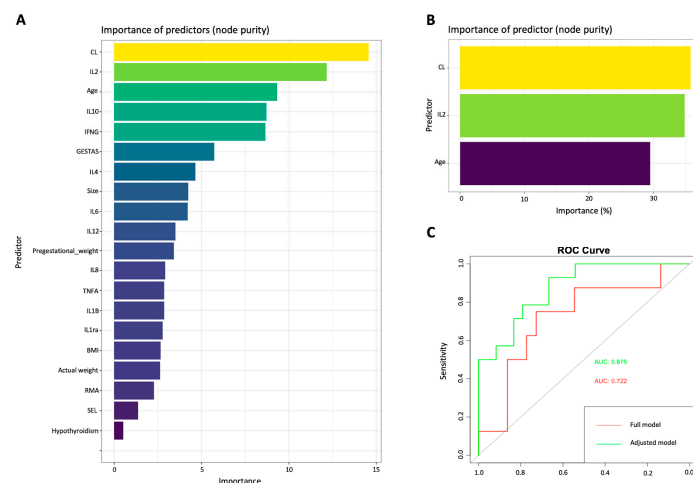 A
Importance of predictors (node purity)
CL
IL2
Age
IL10
IFNG
GESTAS
IL4
Size
IL6
IL12
Pregestational_weight
IL8
TNFA
IL1B
IL1ra
BMI
Actual weight
RMA
SEL
Hypothyroidism
Predictor
0 5 10 15
Importance
B
Importance of predictor (node purity)
CL
IL2
Age
Predictor
0 10 20 30
Importance (%)
C
ROC Curve
Sensitivity
1.0
0.8
0.6
0.4
0.2
0.0
AUC: 0.875
AUC: 0.722
Full model
Adjusted model
1.0 0.8 0.6 0.4 0.2 0.0